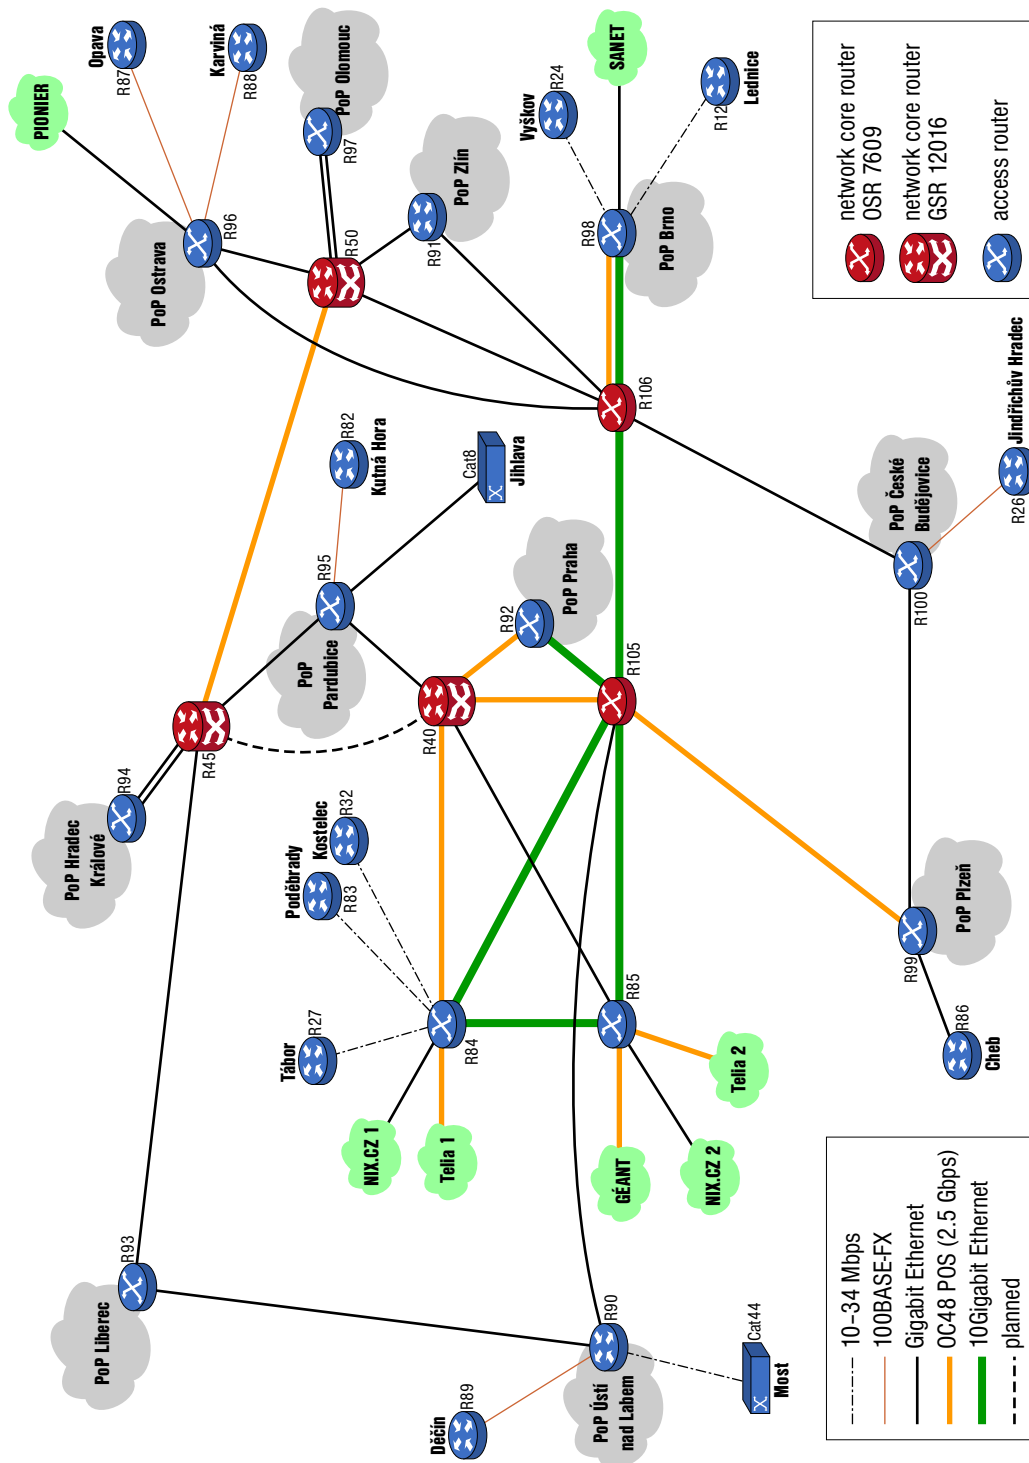 PIONIER
Opava
R87
Karviná
R88
PoP Ostrava
R96
PoP Olomouc
R97
R50
PoP Zlín
R91
PoP Hradec
Králové
R94
R45
PoP Liberec
R93
PoP
Pardubice
R95
Kutná Hora
R82
Cat8
Jihlava
Tábor
R27
Poděbrady
R83
Kostelec
R32
NIX.CZ 1
Telia 1
R84
R40
R92
PoP Praha
Vyškov
R24
SANET
R98
PoP Brno
R12
Lednice
Děčín
R89
PoP Ústí
nad Labem
R90
Cat44
Most
GÉANT
NIX.CZ 2
Telia 2
R85
R105
R106
PoP Plzeň
R99
R86
Cheb
PoP České
Budějovice
R100
R26
Jindřichův Hradec
10–34 Mbps
100BASE-FX
Gigabit Ethernet
OC48 POS (2.5 Gbps)
10Gigabit Ethernet
planned
network core router
OSR 7609
network core router
GSR 12016
access router